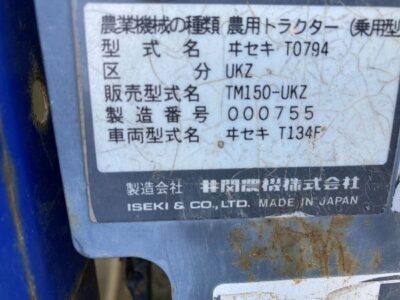 農業機械の種類 農用トラクター (乗用型
型式名 ヰセキ T0794
区分 UKZ
販売型式名 TM150-UKZ
製造番号 000755
車両型式名 ヰセキ T134F
製造会社 井関農機株式会社
ISEKI & CO., LTD. MADE IN JAPAN